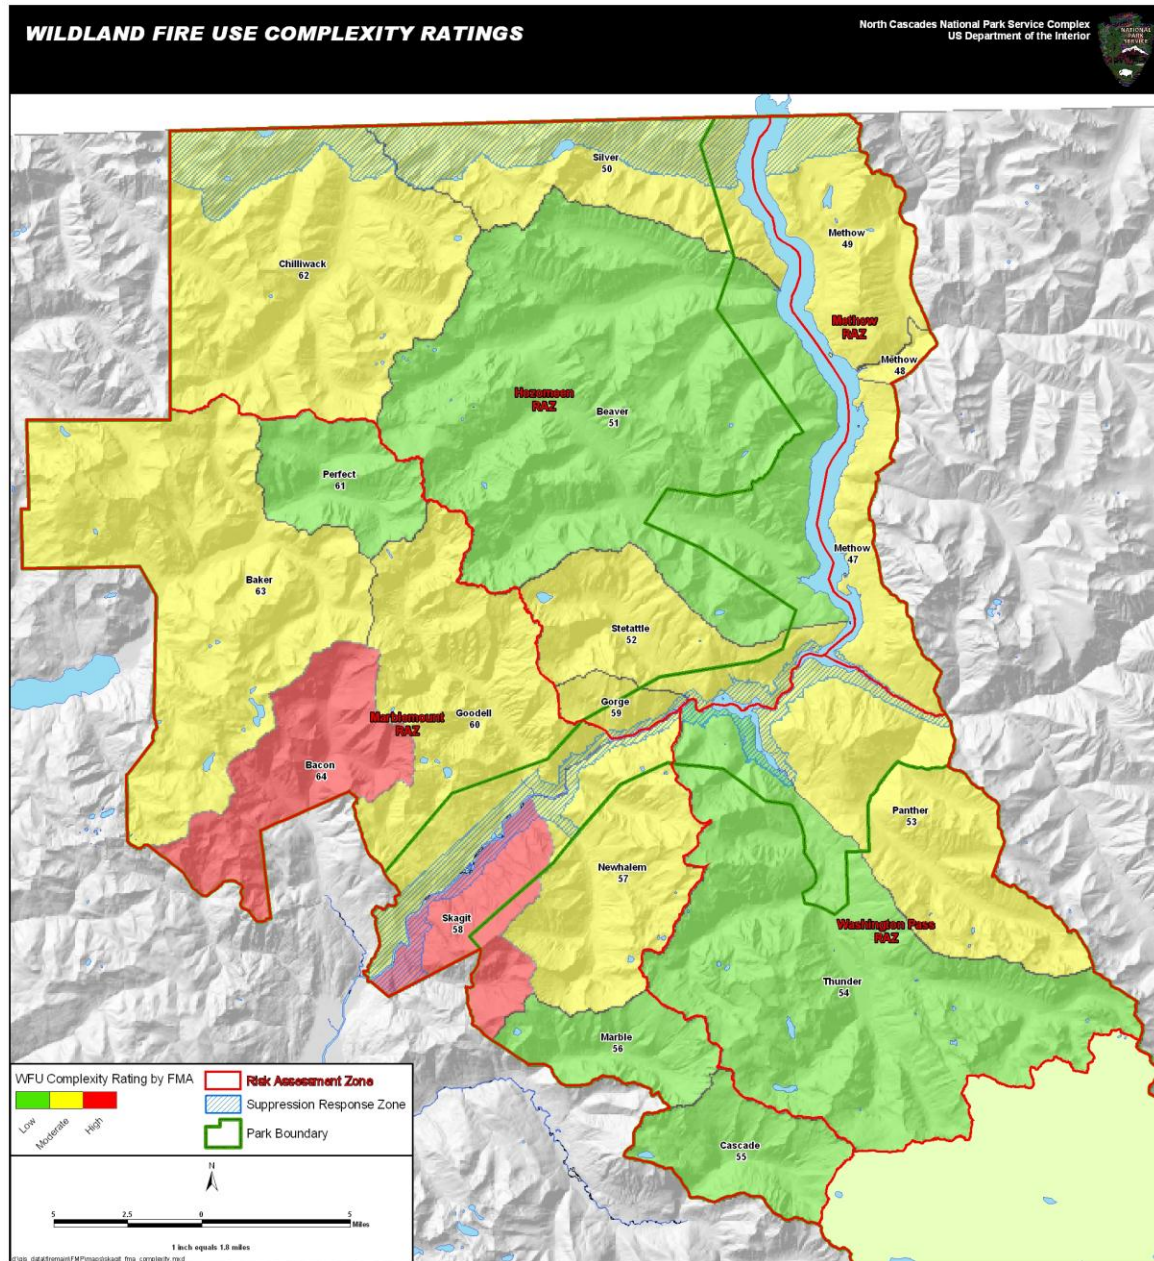 WILDLAND FIRE USE COMPLEXITY RATINGS
North Cascades National Park Service Complex
US Department of the Interior
NATIONAL
PARK
SERVICE
Silver
50
Methow
49
Chilliwack
62
Methow
RAZ
Methow
48
Hozomeen
RAZ
Beaver
51
Perfect
61
Methow
47
Baker
63
Stetattle
52
Gorge
59
Goodell
60
Marblemount
RAZ
Bacon
64
Panther
53
Newhalem
57
Skagit
58
Washington Pass
RAZ
Thunder
54
Marble
56
Cascade
55
WFU Complexity Rating by FMA
Low
Moderate
High
Risk Assessment Zone
Suppression Response Zone
Park Boundary
N
5 2.5 0 5
Miles
1 inch equals 1.8 miles